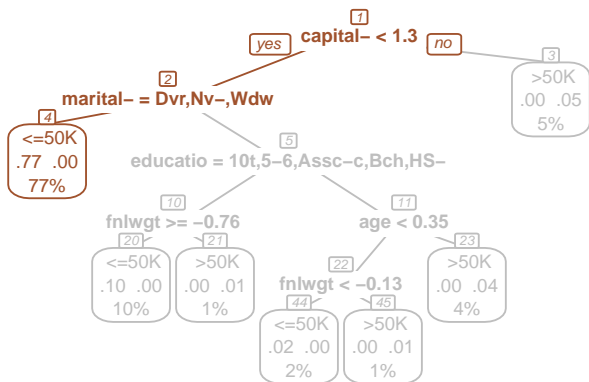 1
capital− < 1.3
yes
no
2
marital− = Dvr,Nv−,Wdw
3
>50K
.00 .05
5%
4
<=50K
.77 .00
77%
5
educatio = 10t,5−6,Assc−c,Bch,HS−
10
fnlwgt >= −0.76
11
age < 0.35
20
<=50K
.10 .00
10%
21
>50K
.00 .01
1%
22
fnlwgt < −0.13
23
>50K
.00 .04
4%
44
<=50K
.02 .00
2%
45
>50K
.00 .01
1%